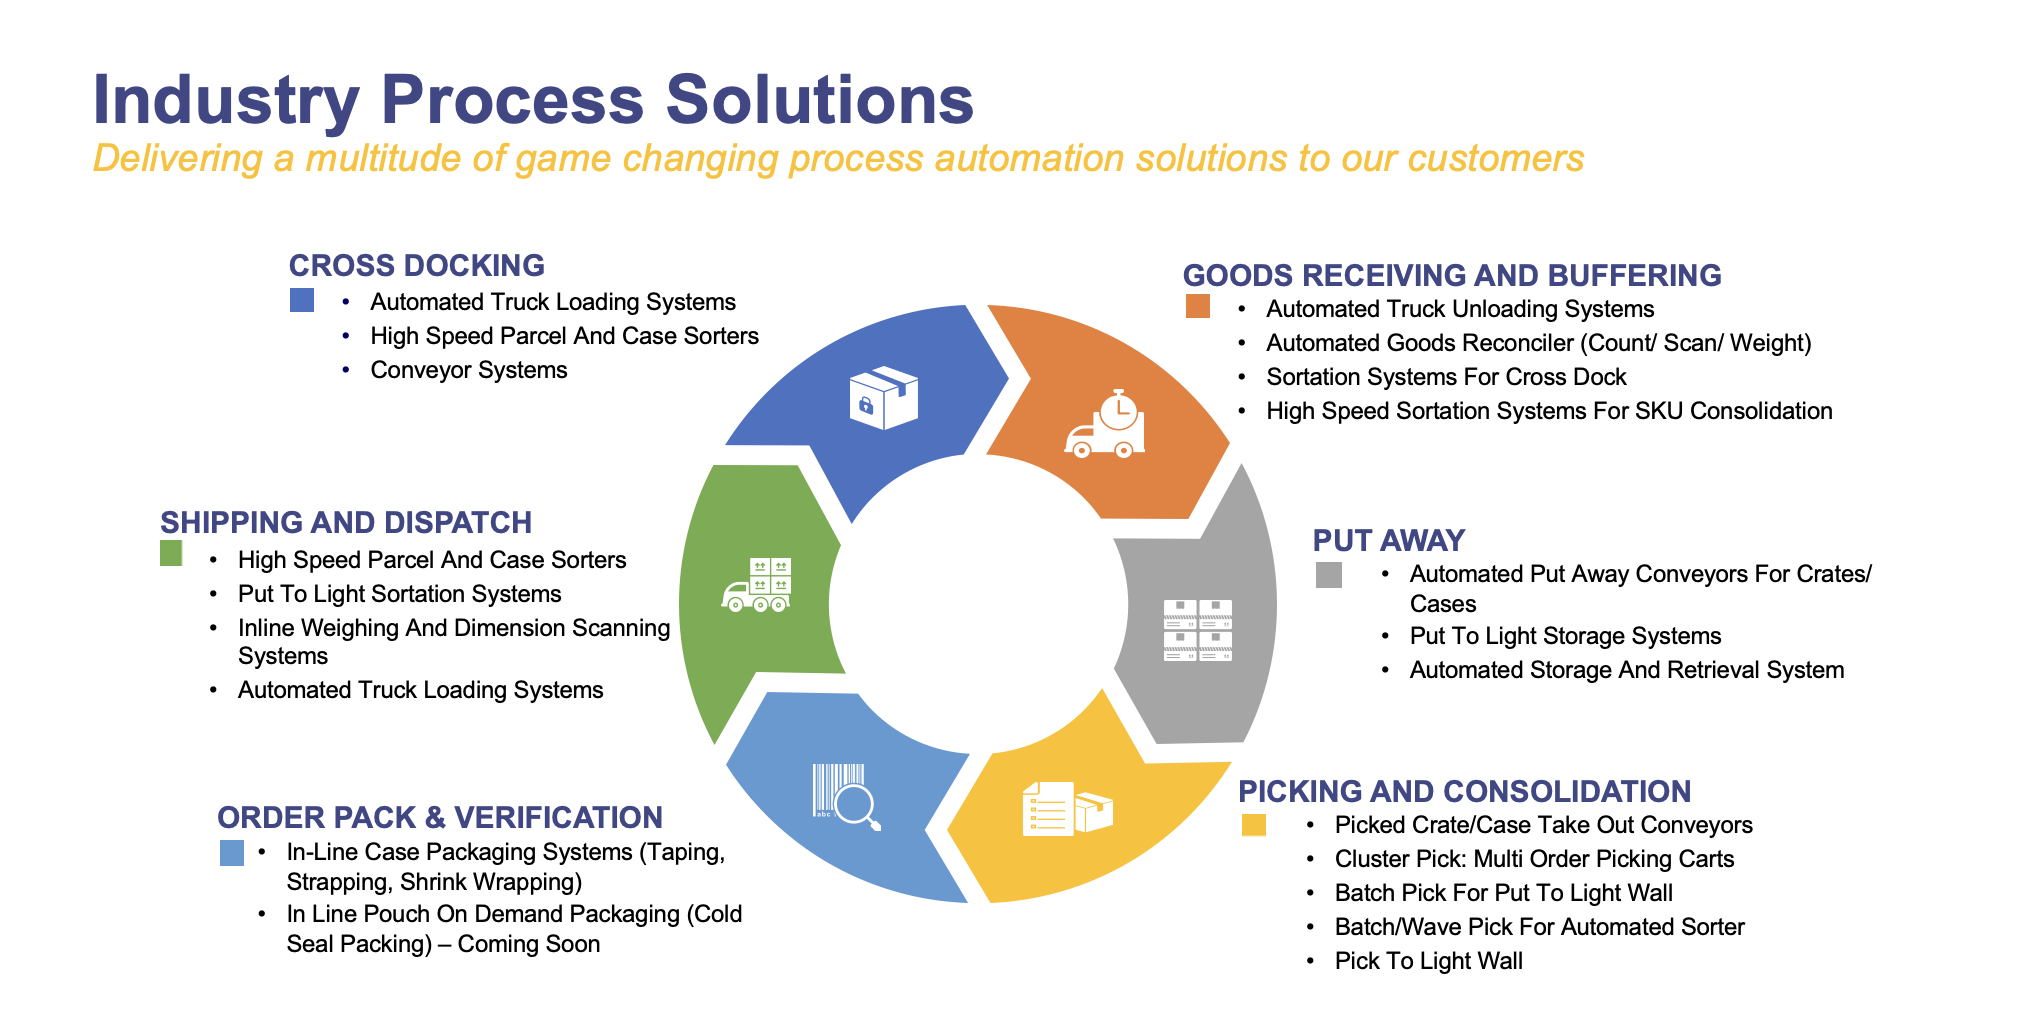 Industry Process Solutions
Delivering a multitude of game changing process automation solutions to our customers
CROSS DOCKING
• Automated Truck Loading Systems
• High Speed Parcel And Case Sorters
• Conveyor Systems
GOODS RECEIVING AND BUFFERING
• Automated Truck Unloading Systems
• Automated Goods Reconciler (Count/ Scan/ Weight)
• Sortation Systems For Cross Dock
• High Speed Sortation Systems For SKU Consolidation
SHIPPING AND DISPATCH
• High Speed Parcel And Case Sorters
• Put To Light Sortation Systems
• Inline Weighing And Dimension Scanning
Systems
• Automated Truck Loading Systems
PUT AWAY
• Automated Put Away Conveyors For Crates/
Cases
• Put To Light Storage Systems
• Automated Storage And Retrieval System
ORDER PACK & VERIFICATION
• In-Line Case Packaging Systems (Taping,
Strapping, Shrink Wrapping)
• In Line Pouch On Demand Packaging (Cold
Seal Packing) – Coming Soon
abc
PICKING AND CONSOLIDATION
• Picked Crate/Case Take Out Conveyors
• Cluster Pick: Multi Order Picking Carts
• Batch Pick For Put To Light Wall
• Batch/Wave Pick For Automated Sorter
• Pick To Light Wall